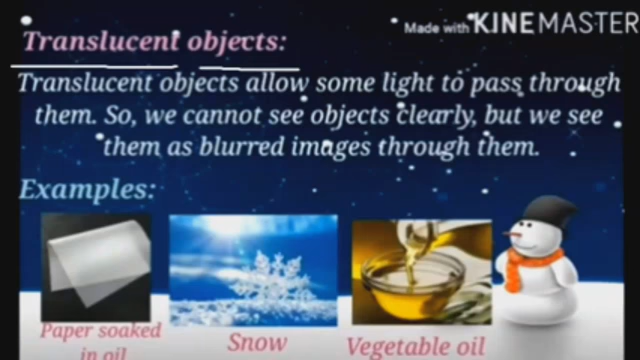 Made with KINEMASTER
Translucent objects:
Translucent objects allow some light to pass through
them. So, we cannot see objects clearly, but we see
them as blurred images through them.
Examples:
Paper soaked
in oil
Snow
Vegetable oil